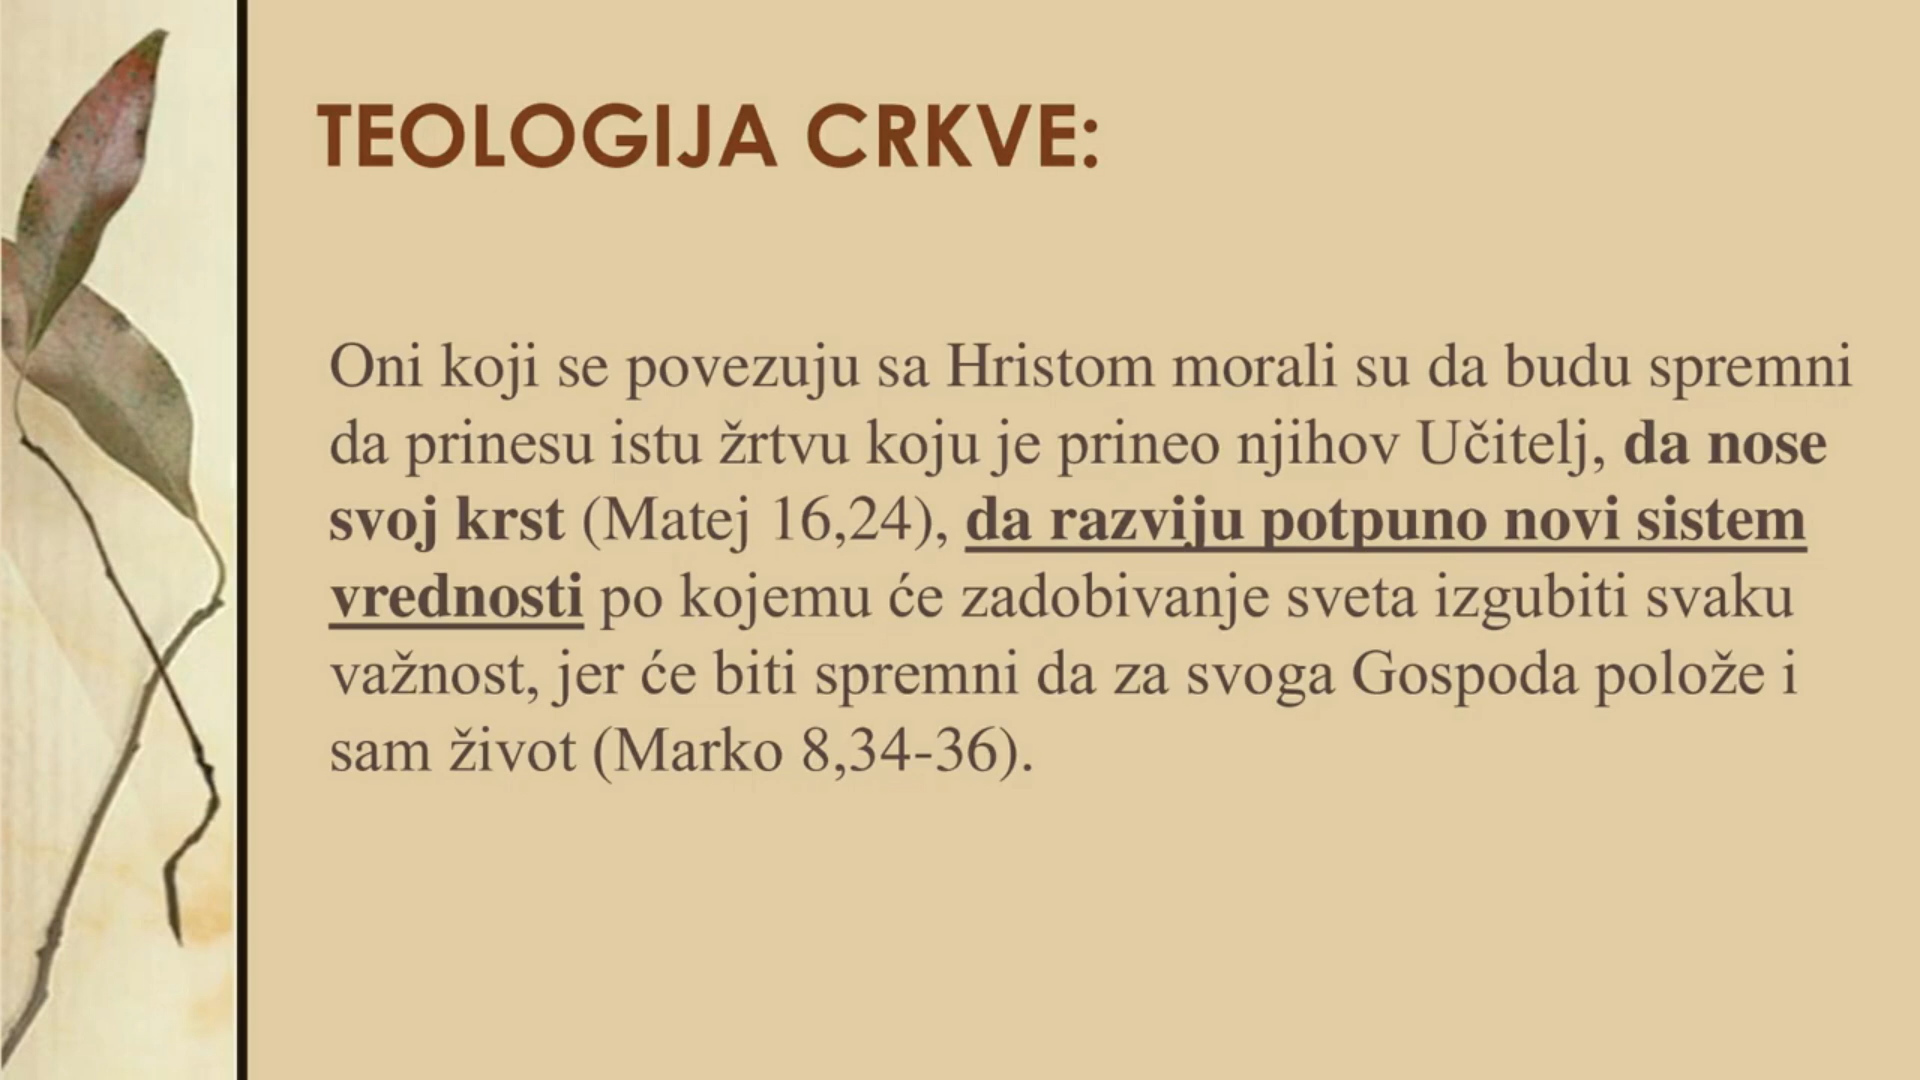 TEOLOGIJA CRKVE:
Oni koji se povezuju sa Hristom morali su da budu spremni
da prinesu istu žrtvu koju je prineo njihov Učitelj, da nose
svoj krst (Matej 16,24), da razviju potpuno novi sistem
vrednosti po kojemu će zadobivanje sveta izgubiti svaku
važnost, jer će biti spremni da za svoga Gospoda polože i
sam život (Marko 8,34-36).